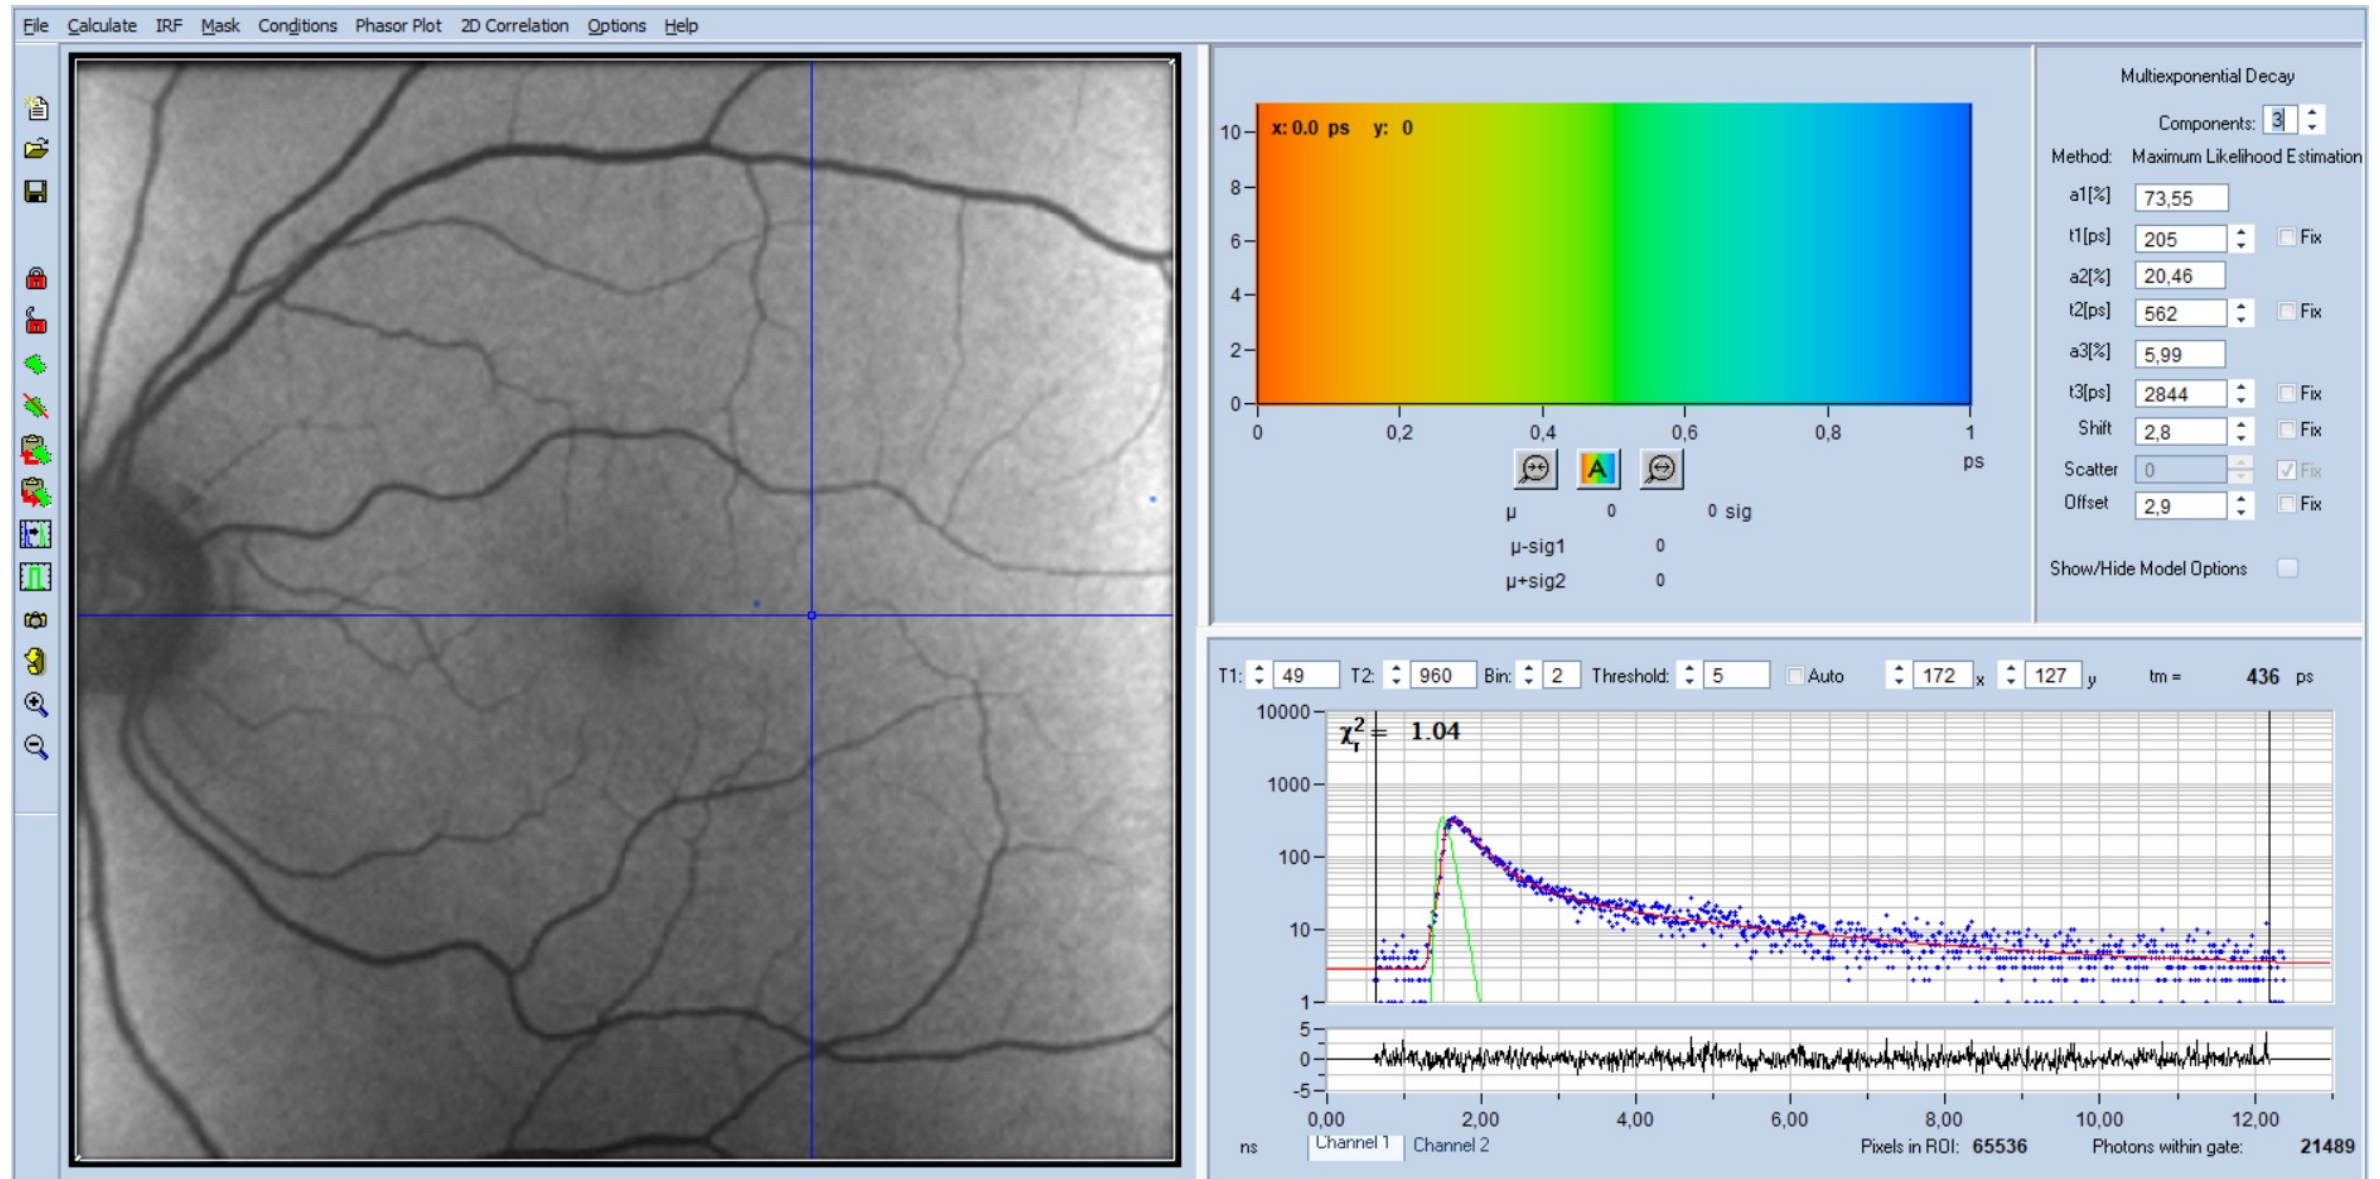 File Calculate IRF Mask Conditions Phasor Plot 2D Correlation Options Help
x: 0.0 ps y: 0
10
8
6
4
2
0
0 0,2 0,4 0,6 0,8 1
ps
A
µ 0 0 sig
µ-sig1 0
µ+sig2 0
Multiexponential Decay
Components: 3
Method: Maximum Likelihood Estimation
a1[%] 73,55
t1[ps] 205 Fix
a2[%] 20,46
t2[ps] 562 Fix
a3[%] 5,99
t3[ps] 2844 Fix
Shift 2,8 Fix
Scatter 0 Fix
Offset 2,9 Fix
Show/Hide Model Options
T1: 49 T2: 960 Bin: 2 Threshold: 5 Auto 172 x 127 y tm = 436 ps
χ²r = 1.04
10000
1000
100
10
1
5
0
-5
0,00 2,00 4,00 6,00 8,00 10,00 12,00
ns Channel 1 Channel 2 Pixels in ROI: 65536 Photons within gate: 21489